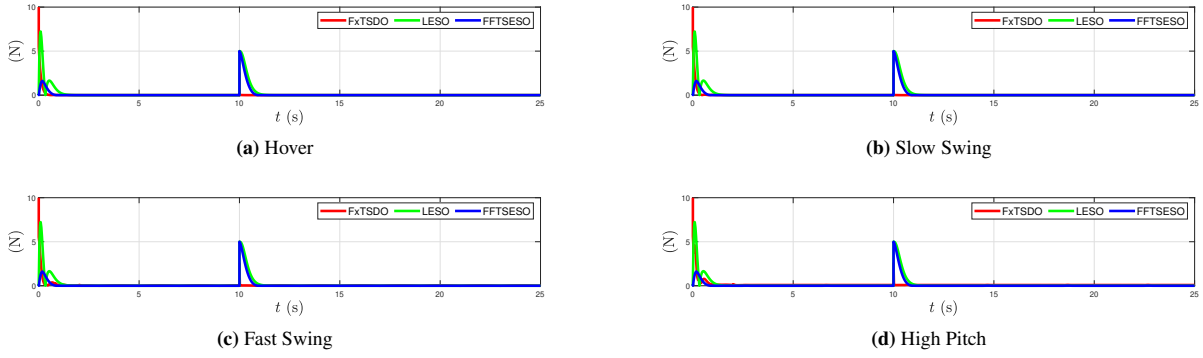 10
5
0
(N)
FxTSDO LESO FFTSESO
0 5 10 15 20 25
t (s)
(a) Hover
10
5
0
(N)
FxTSDO LESO FFTSESO
0 5 10 15 20 25
t (s)
(b) Slow Swing
10
5
0
(N)
FxTSDO LESO FFTSESO
0 5 10 15 20 25
t (s)
(c) Fast Swing
10
5
0
(N)
FxTSDO LESO FFTSESO
0 5 10 15 20 25
t (s)
(d) High Pitch